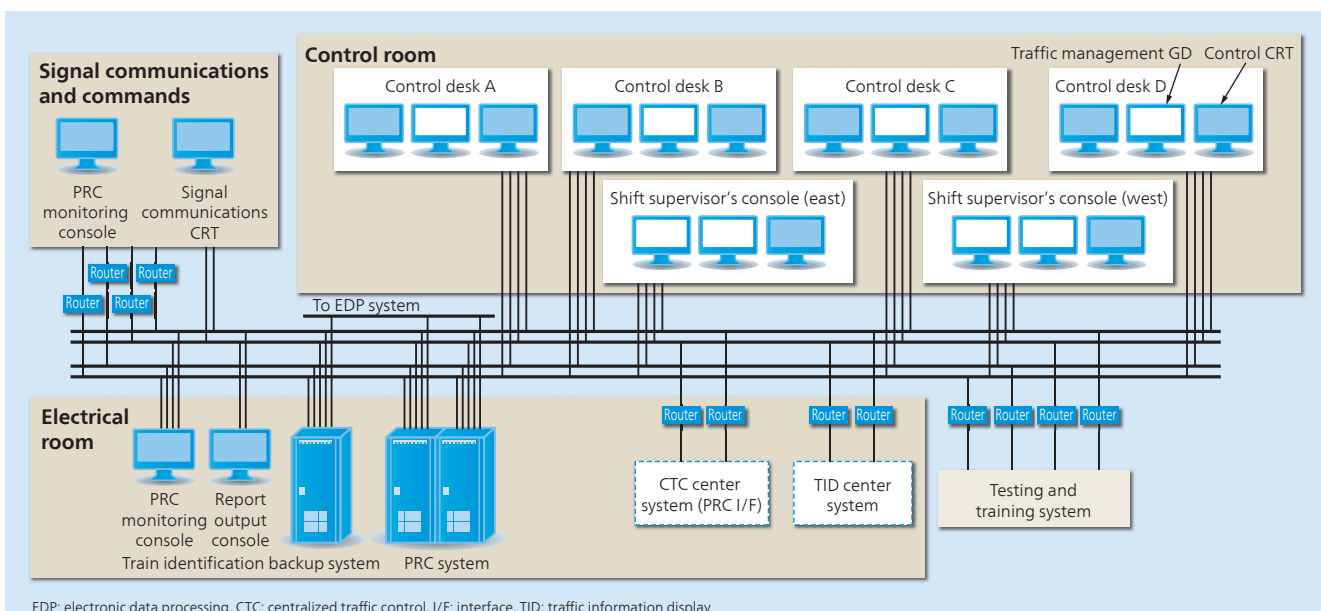 Signal communications
and commands
PRC
monitoring
console
Signal
communications
CRT
Router
Router
Router
Router
Control room
Traffic management GD
Control CRT
Control desk A
Control desk B
Control desk C
Control desk D
Shift supervisor's console (east)
Shift supervisor's console (west)
To EDP system
Electrical
room
PRC
monitoring
console
Report
output
console
Train identification backup system
PRC system
Router
Router
CTC center
system (PRC I/F)
Router
Router
TID center
system
Router
Router
Router
Router
Testing and
training system
EDP: electronic data processing, CTC: centralized traffic control, I/F: interface, TID: traffic information display